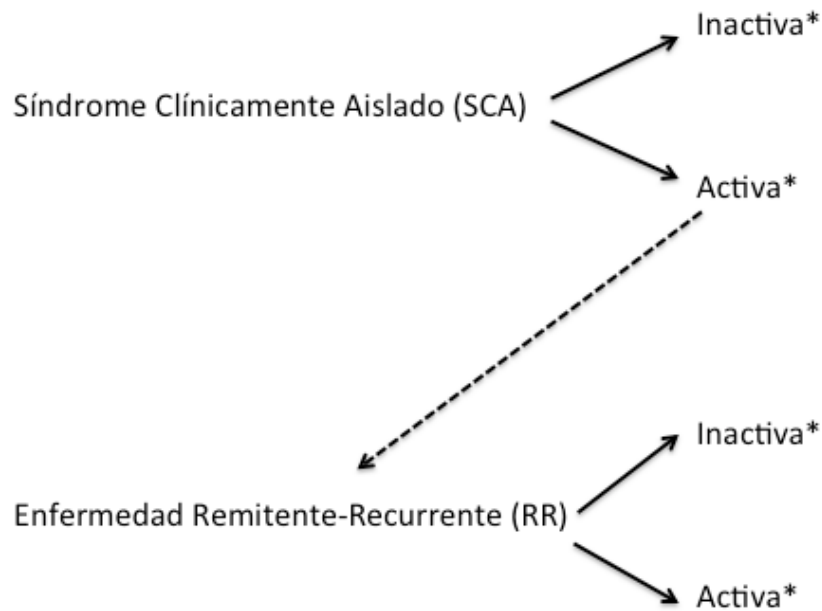 Inactiva*
Síndrome Clínicamente Aislado (SCA)
Activa*
Inactiva*
Enfermedad Remitente-Recurrente (RR)
Activa*